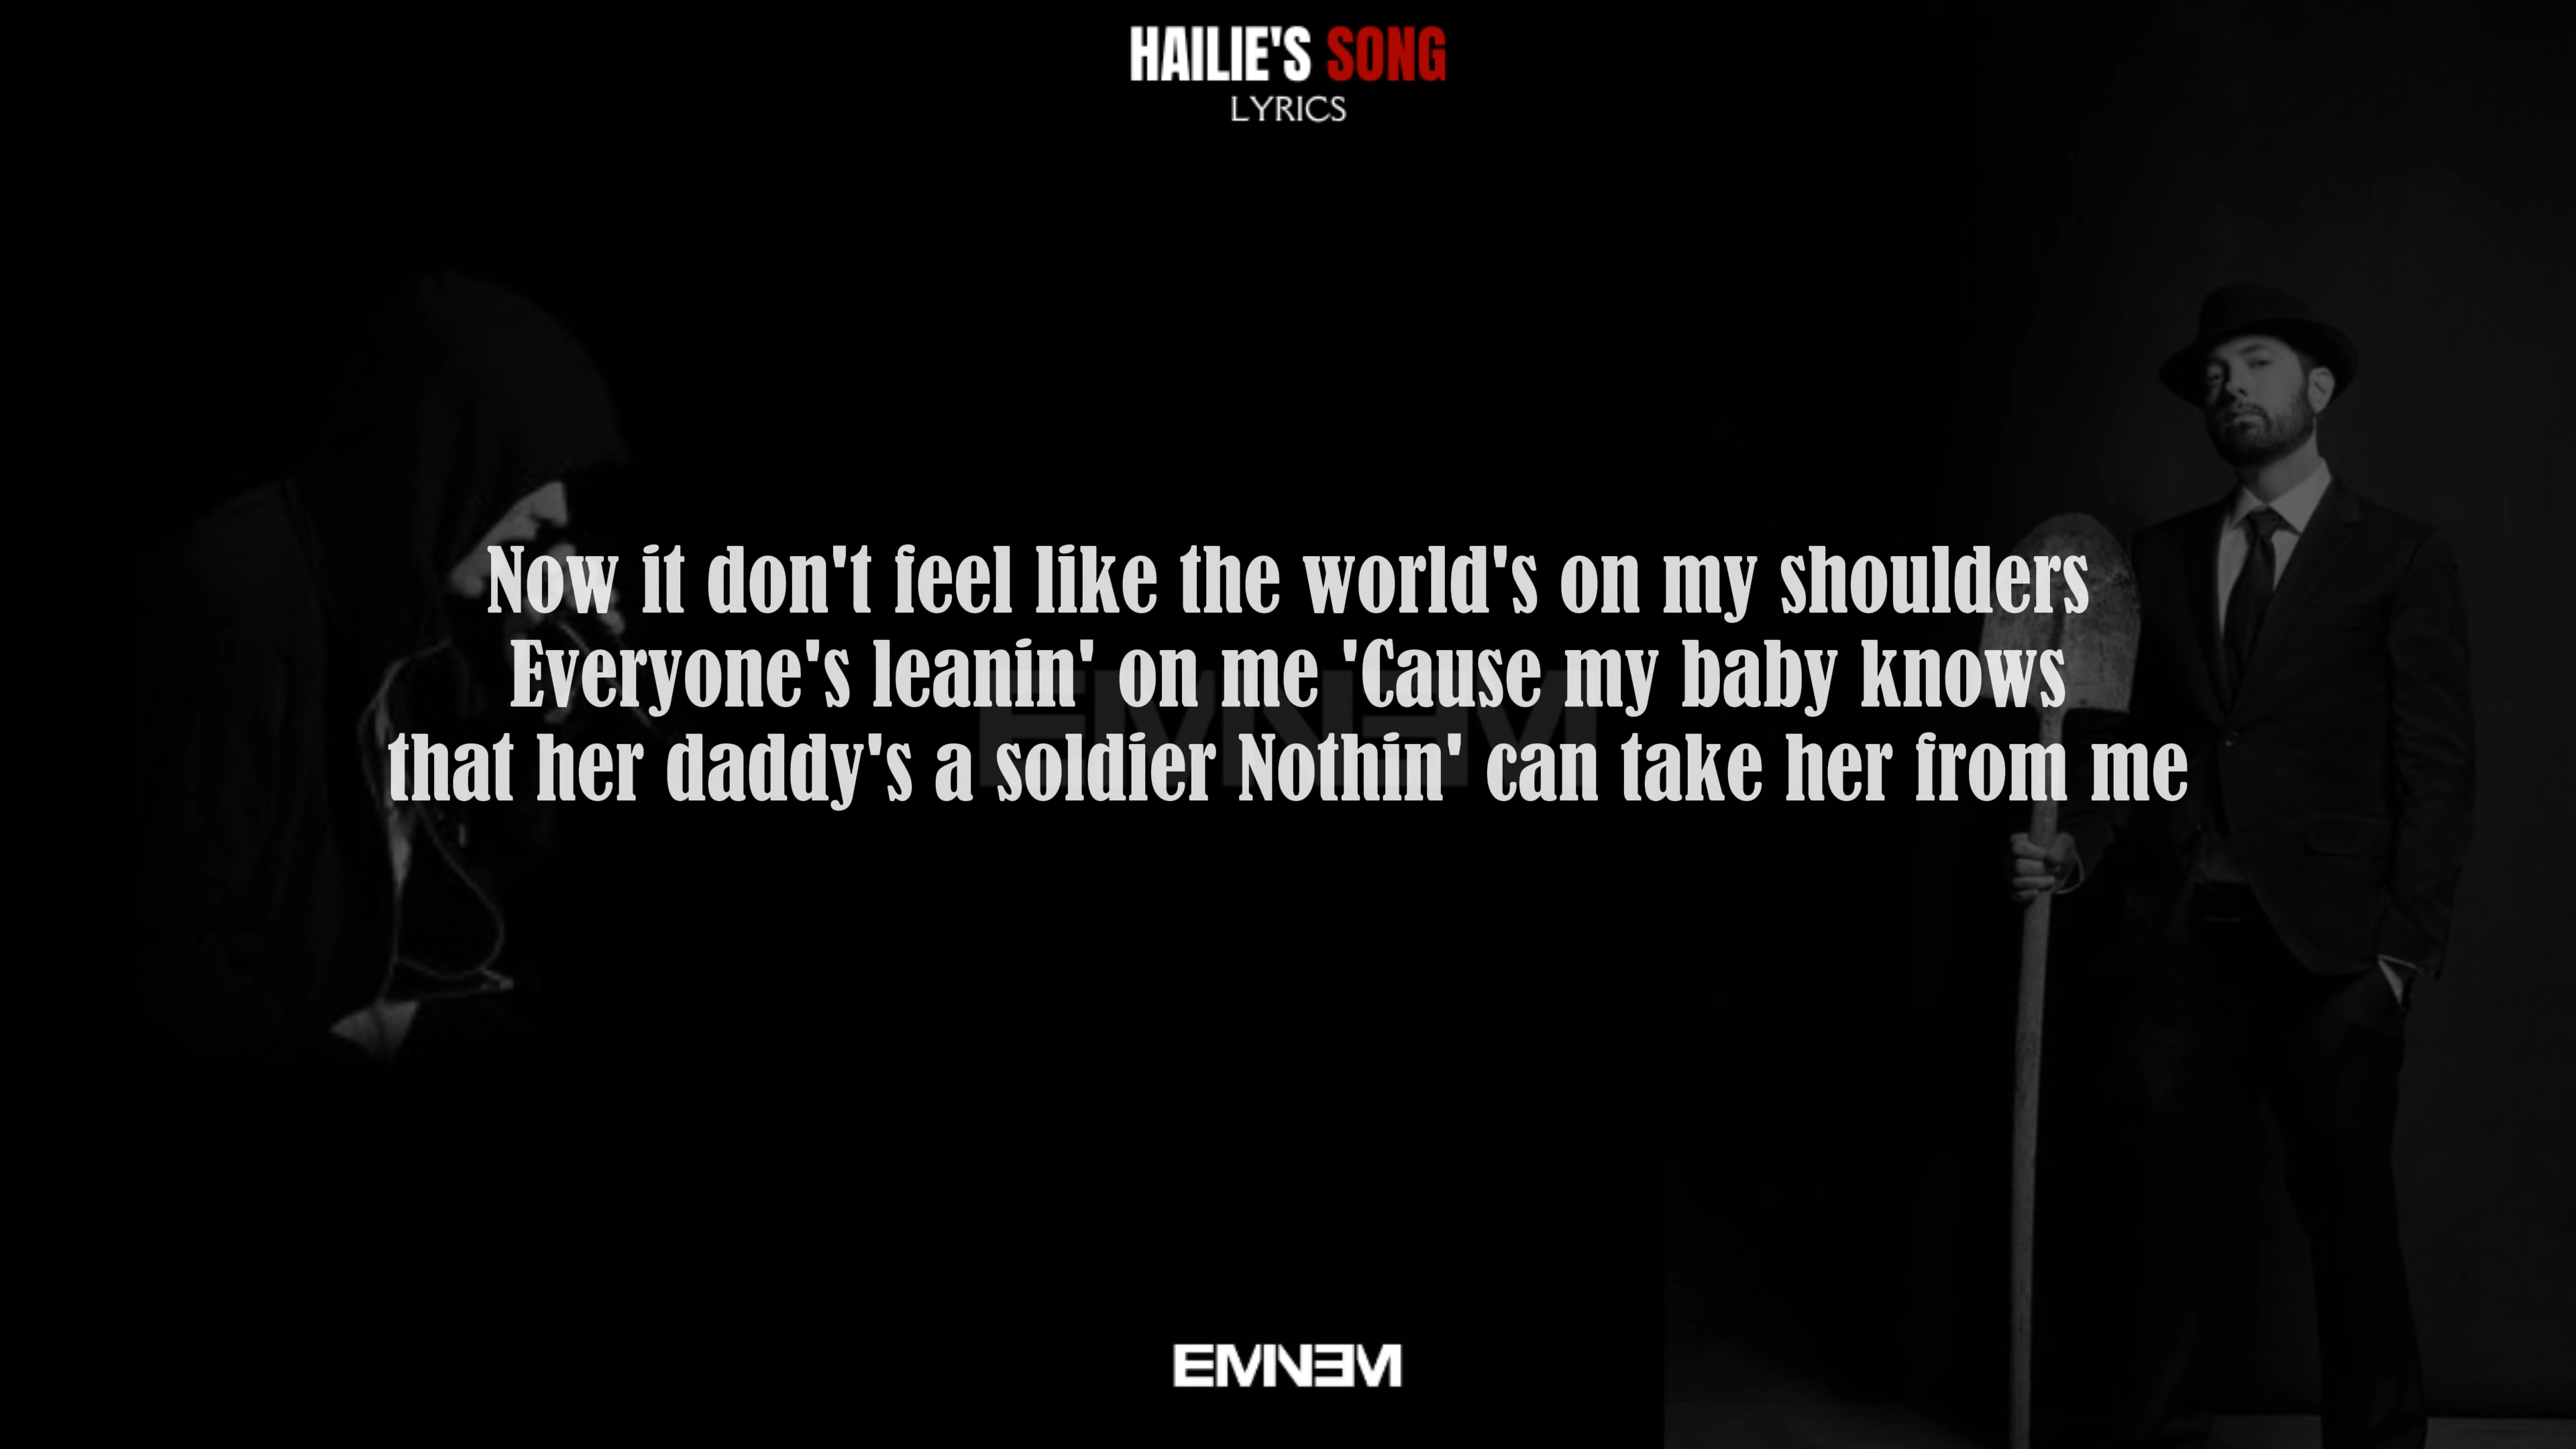 HAILIE'S SONG
LYRICS
Now it don't feel like the world's on my shoulders
Everyone's leanin' on me 'Cause my baby knows
EMINEM
that her daddy's a soldier Nothin' can take her from me
EMINEM